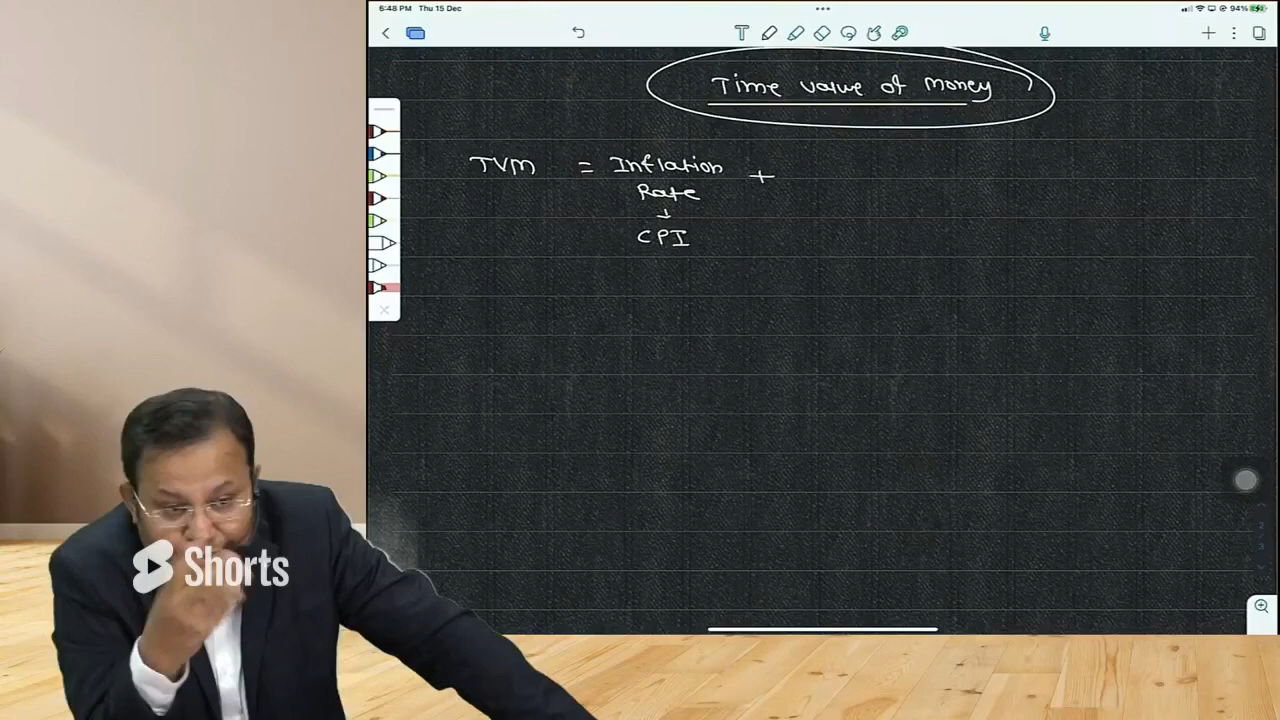 6:48 PM Thu 15 Dec
94%
Time value of money
TVM = Inflation +
Rate
↓
CPI
Shorts